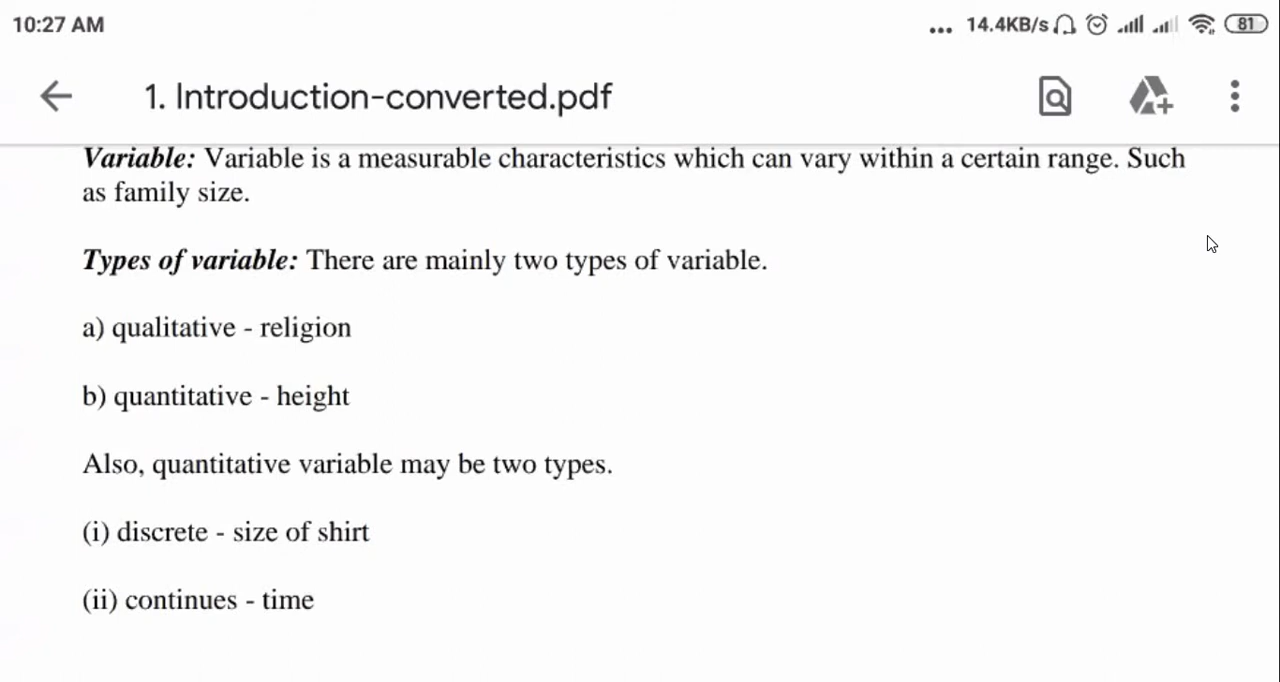 10:27 AM
... 14.4KB/s 81
1. Introduction-converted.pdf
Variable: Variable is a measurable characteristics which can vary within a certain range. Such
as family size.
Types of variable: There are mainly two types of variable.
a) qualitative - religion
b) quantitative - height
Also, quantitative variable may be two types.
(i) discrete - size of shirt
(ii) continues - time